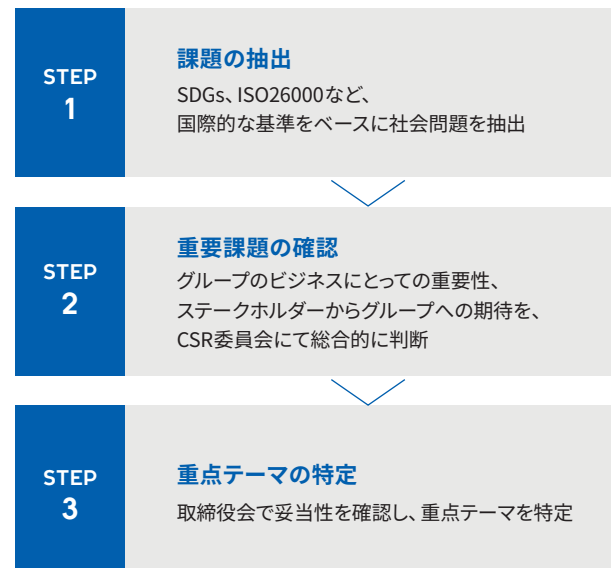 STEP
1
課題の抽出
SDGs、ISO26000など、
国際的な基準をベースに社会問題を抽出
STEP
2
重要課題の確認
グループのビジネスにとっての重要性、
ステークホルダーからグループへの期待を、
CSR委員会にて総合的に判断
STEP
3
重点テーマの特定
取締役会で妥当性を確認し、重点テーマを特定